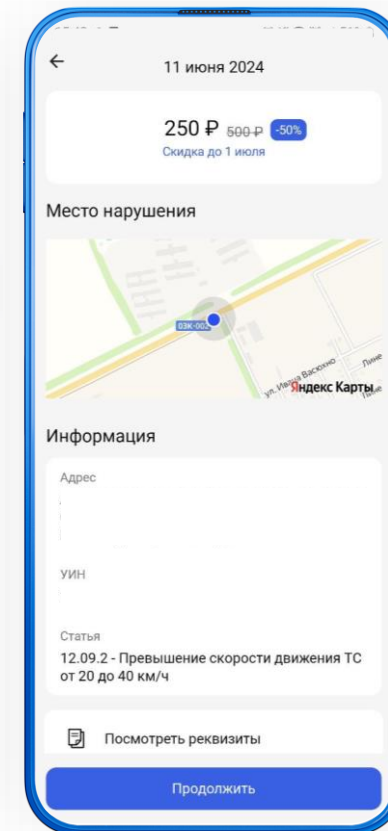 11 июня 2024
250 ₽ 500 ₽ -50%
Скидка до 1 июля
Место нарушения
03К-002
ул. Ивана Васюхно
Яндекс Карты
Информация
Адрес
УИН
Статья
12.09.2 - Превышение скорости движения ТС
от 20 до 40 км/ч
Посмотреть реквизиты
Продолжить